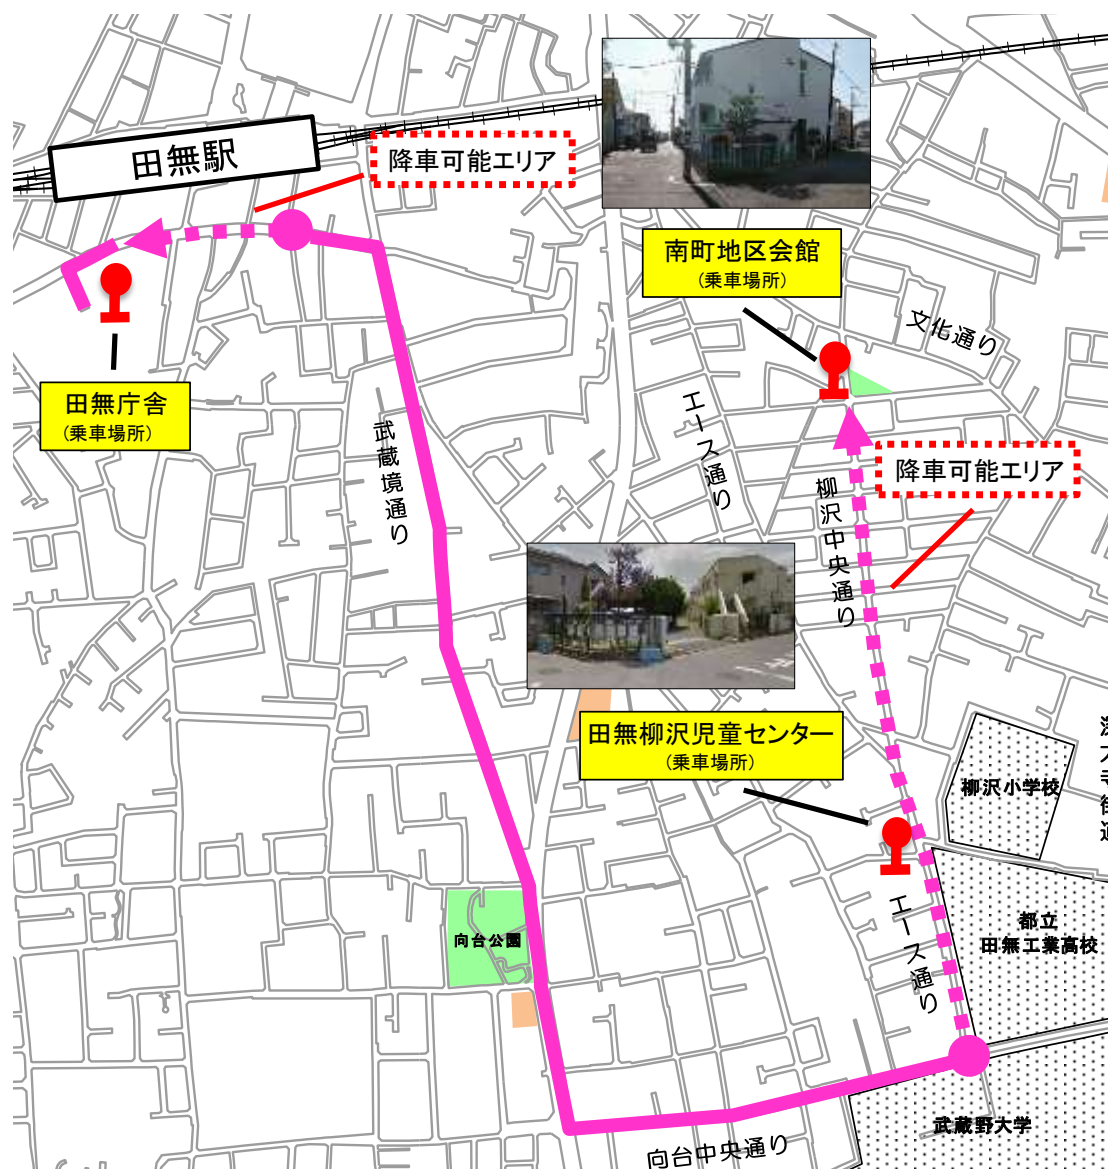 田無駅
降車可能エリア
南町地区会館
(乗車場所)
文化通り
田無庁舎
(乗車場所)
武蔵境通り
エース通り
降車可能エリア
柳沢中央通り
田無柳沢児童センター
(乗車場所)
柳沢小学校
深大寺街道
エース通り
都立
田無工業高校
向台公園
武蔵野大学
向台中央通り